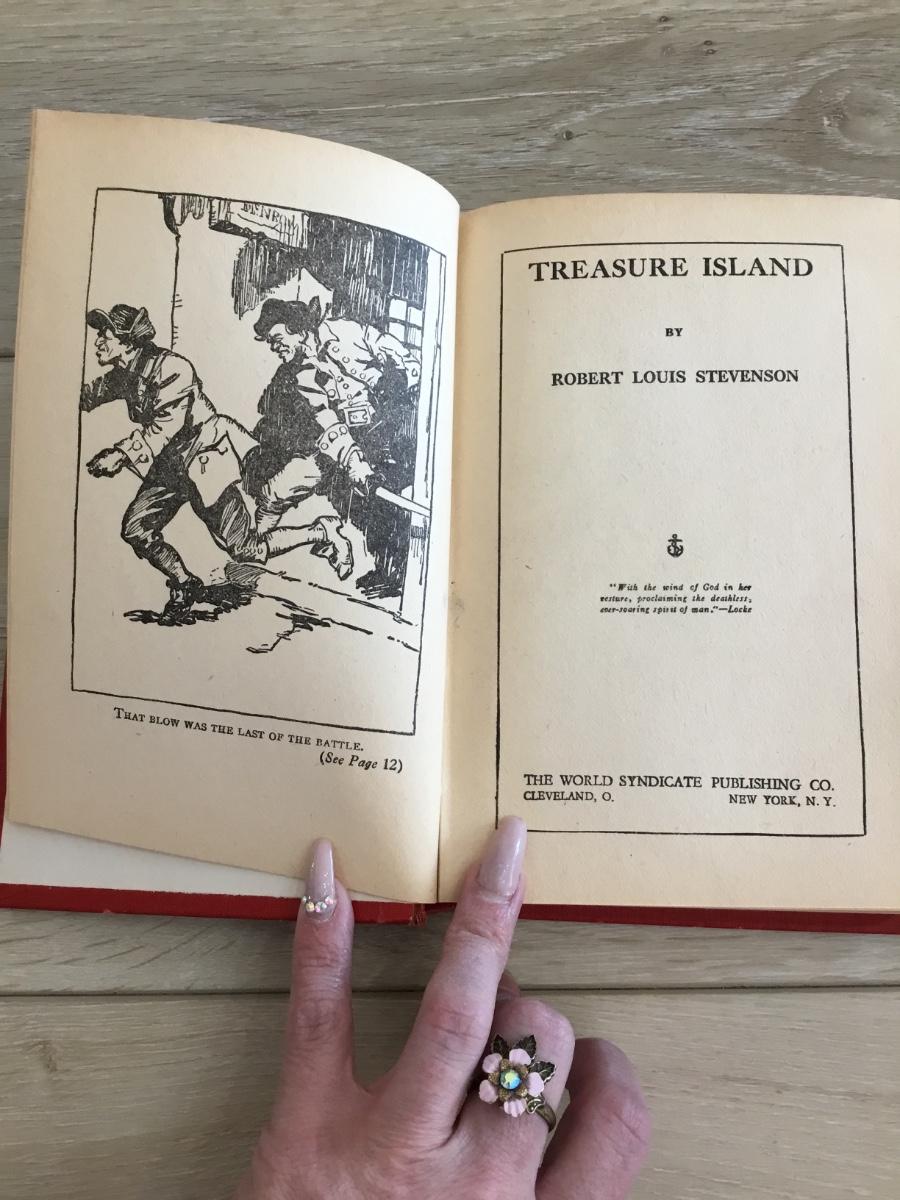 THAT BLOW WAS THE LAST OF THE BATTLE.
(See Page 12)
TREASURE ISLAND
BY
ROBERT LOUIS STEVENSON
"With the wind of God in her
vesture, proclaiming the deathless,
ever-soaring spirit of man."—Locke
THE WORLD SYNDICATE PUBLISHING CO.
CLEVELAND, O. NEW YORK, N. Y.